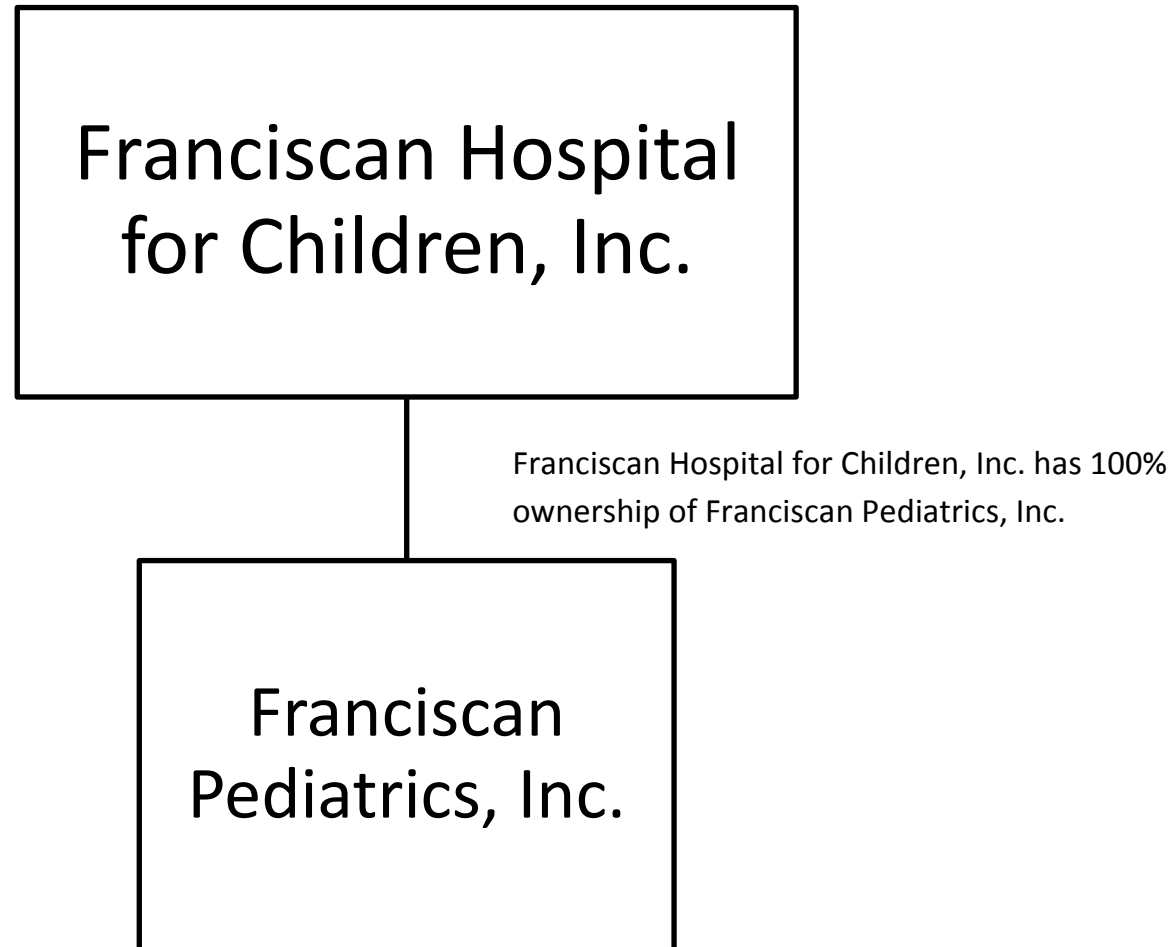 Franciscan Hospital
for Children, Inc.
Franciscan Hospital for Children, Inc. has 100%
ownership of Franciscan Pediatrics, Inc.
Franciscan
Pediatrics, Inc.